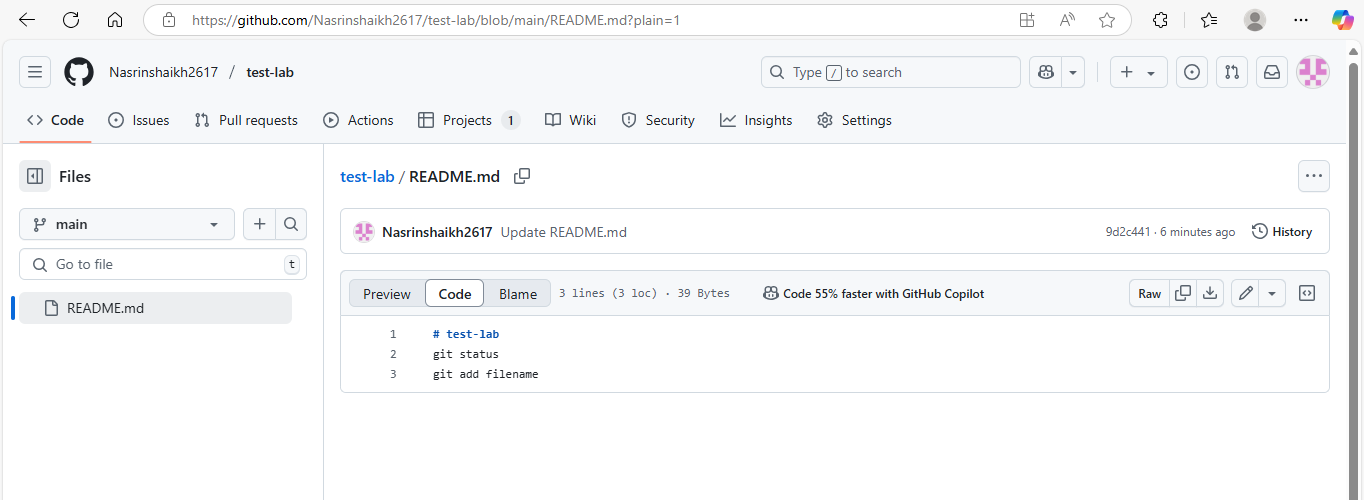 https://github.com/Nasrinshaikh2617/test-lab/blob/main/README.md?plain=1
Nasrinshaikh2617 / test-lab
Type / to search
Code
Issues
Pull requests
Actions
Projects 1
Wiki
Security
Insights
Settings
Files
test-lab / README.md
main
Nasrinshaikh2617 Update README.md
9d2c441 · 6 minutes ago
History
Go to file
t
README.md
Preview
Code
Blame
3 lines (3 loc) · 39 Bytes
Code 55% faster with GitHub Copilot
Raw
1 # test-lab
2 git status
3 git add filename